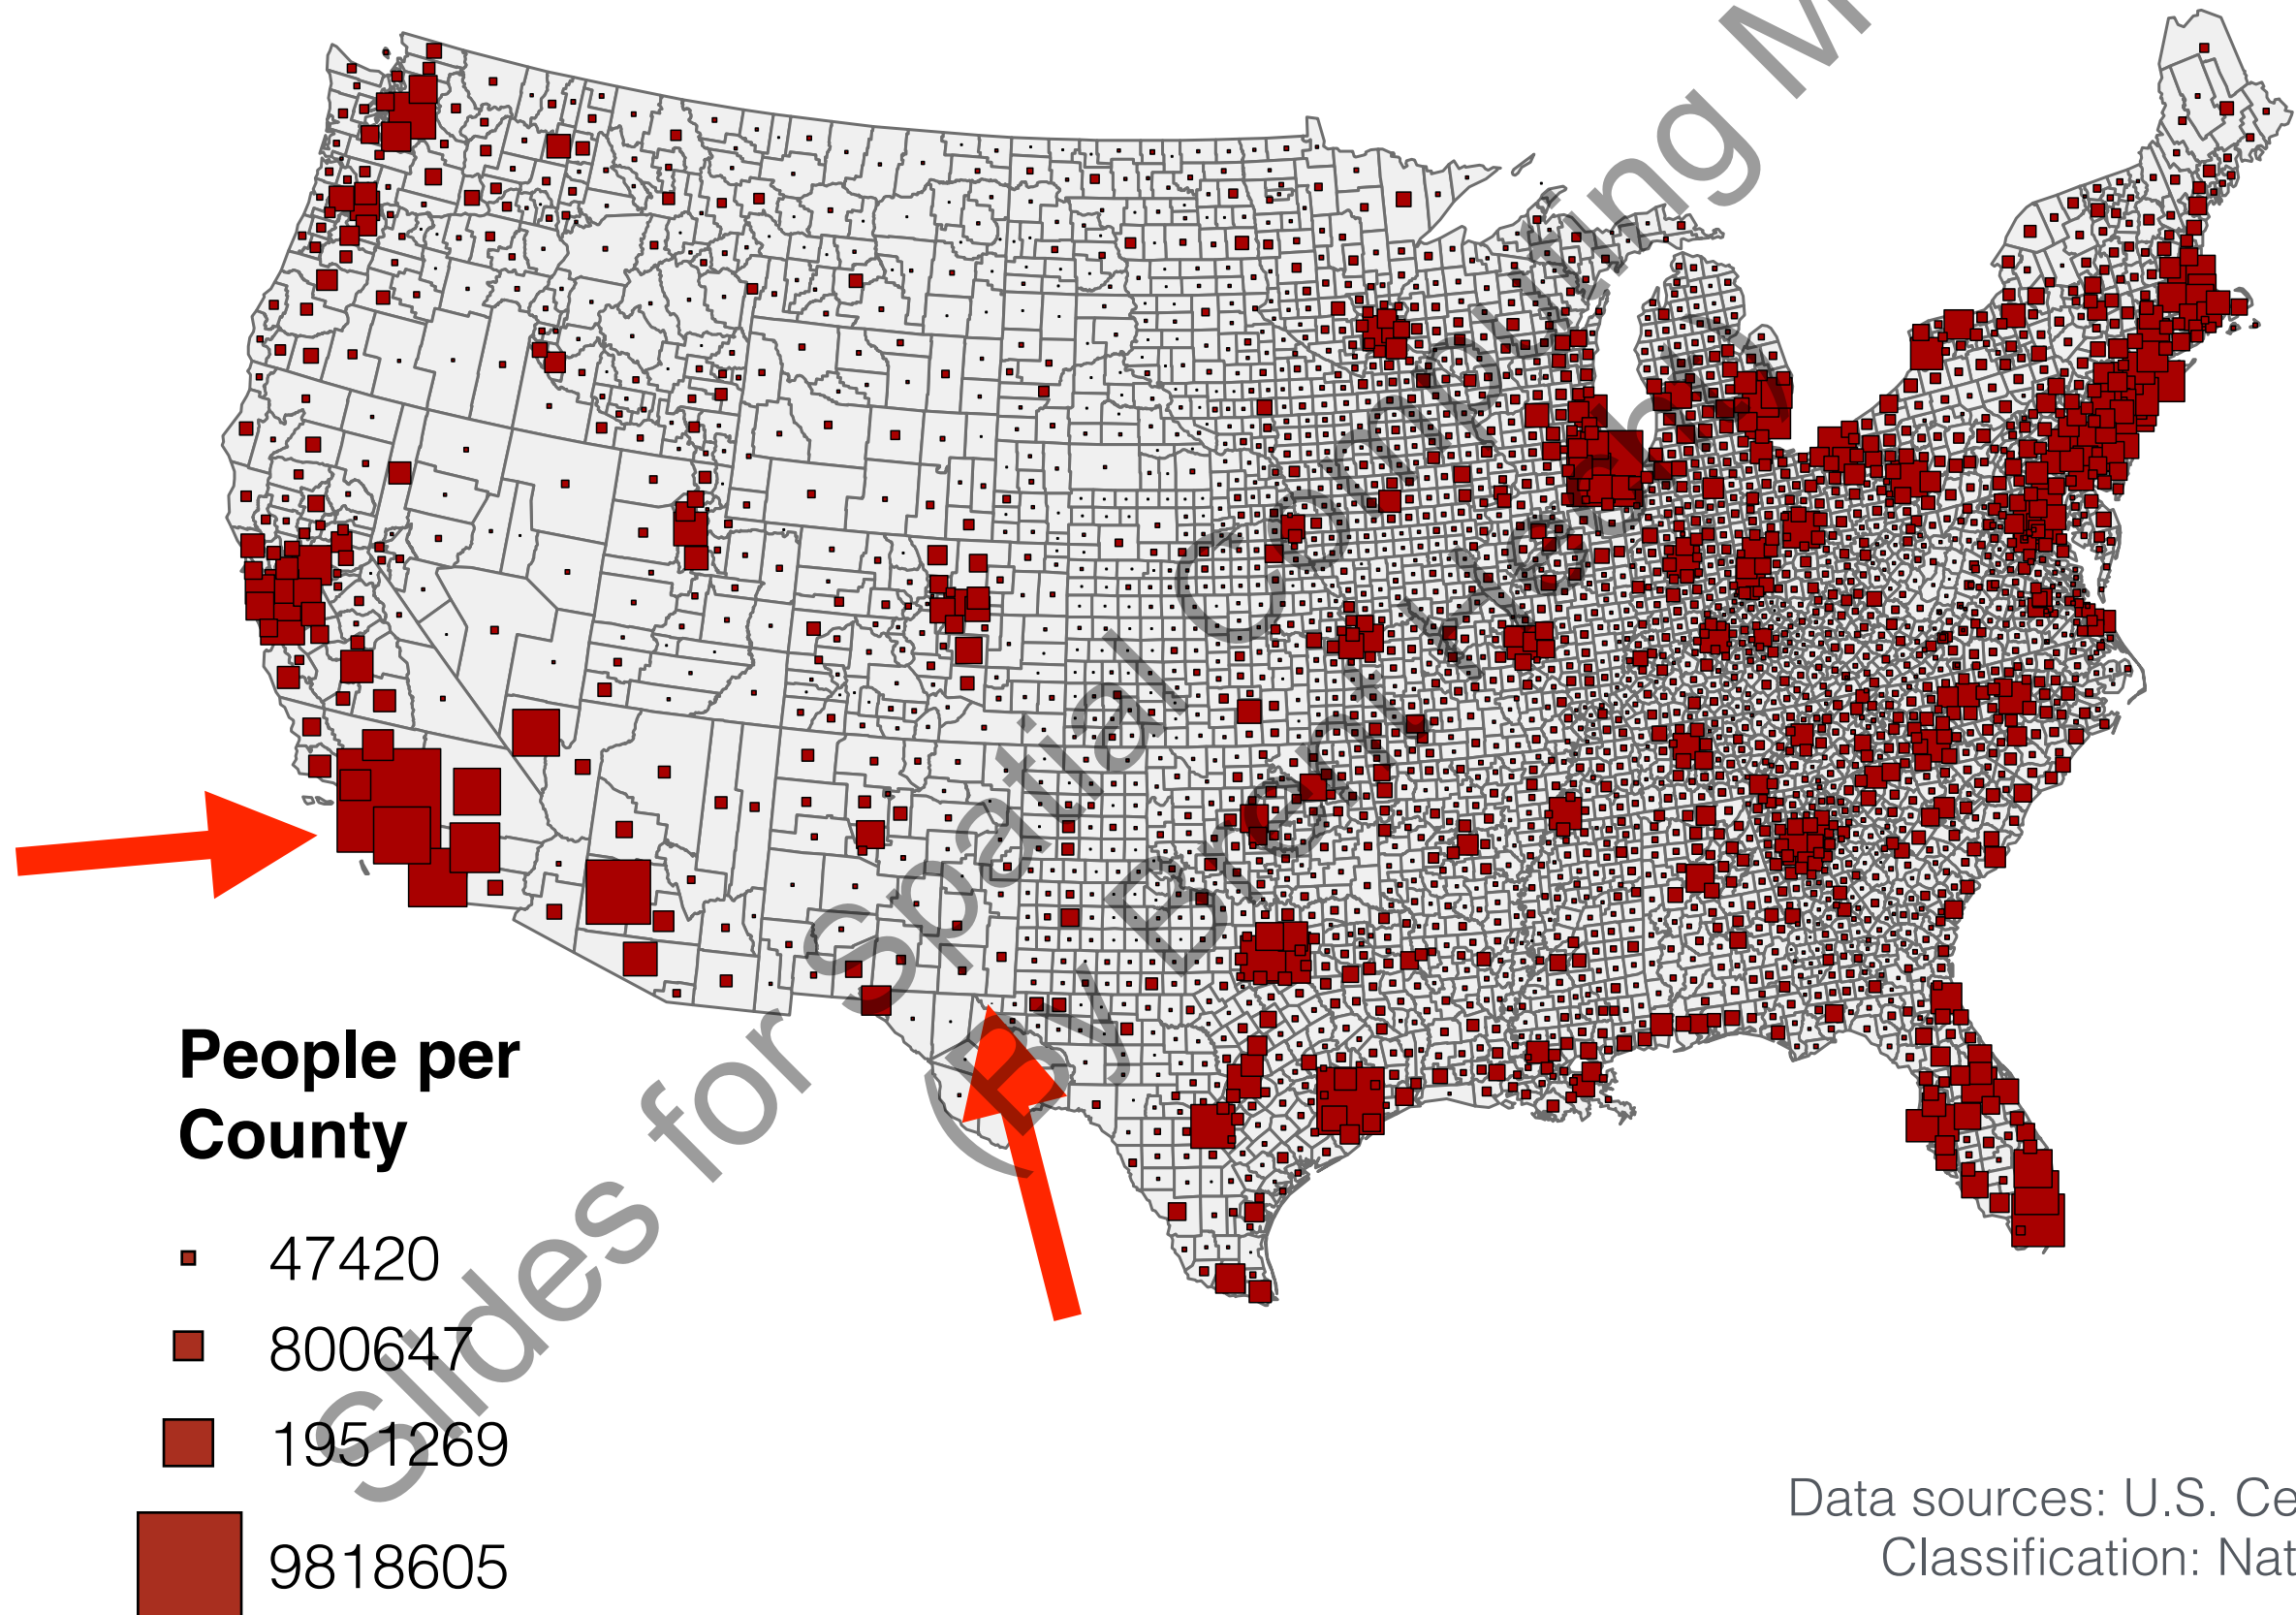 People per
County
47420
800647
1951269
9818605
Data sources: U.S. Ce
Classification: Nat
Slides for Spatial Computing M
(By Brent Hecht)